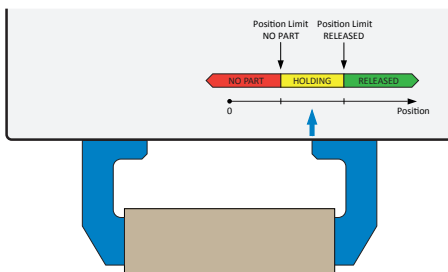 Position Limit
NO PART
Position Limit
RELEASED
NO PART
HOLDING
RELEASED
0
Position